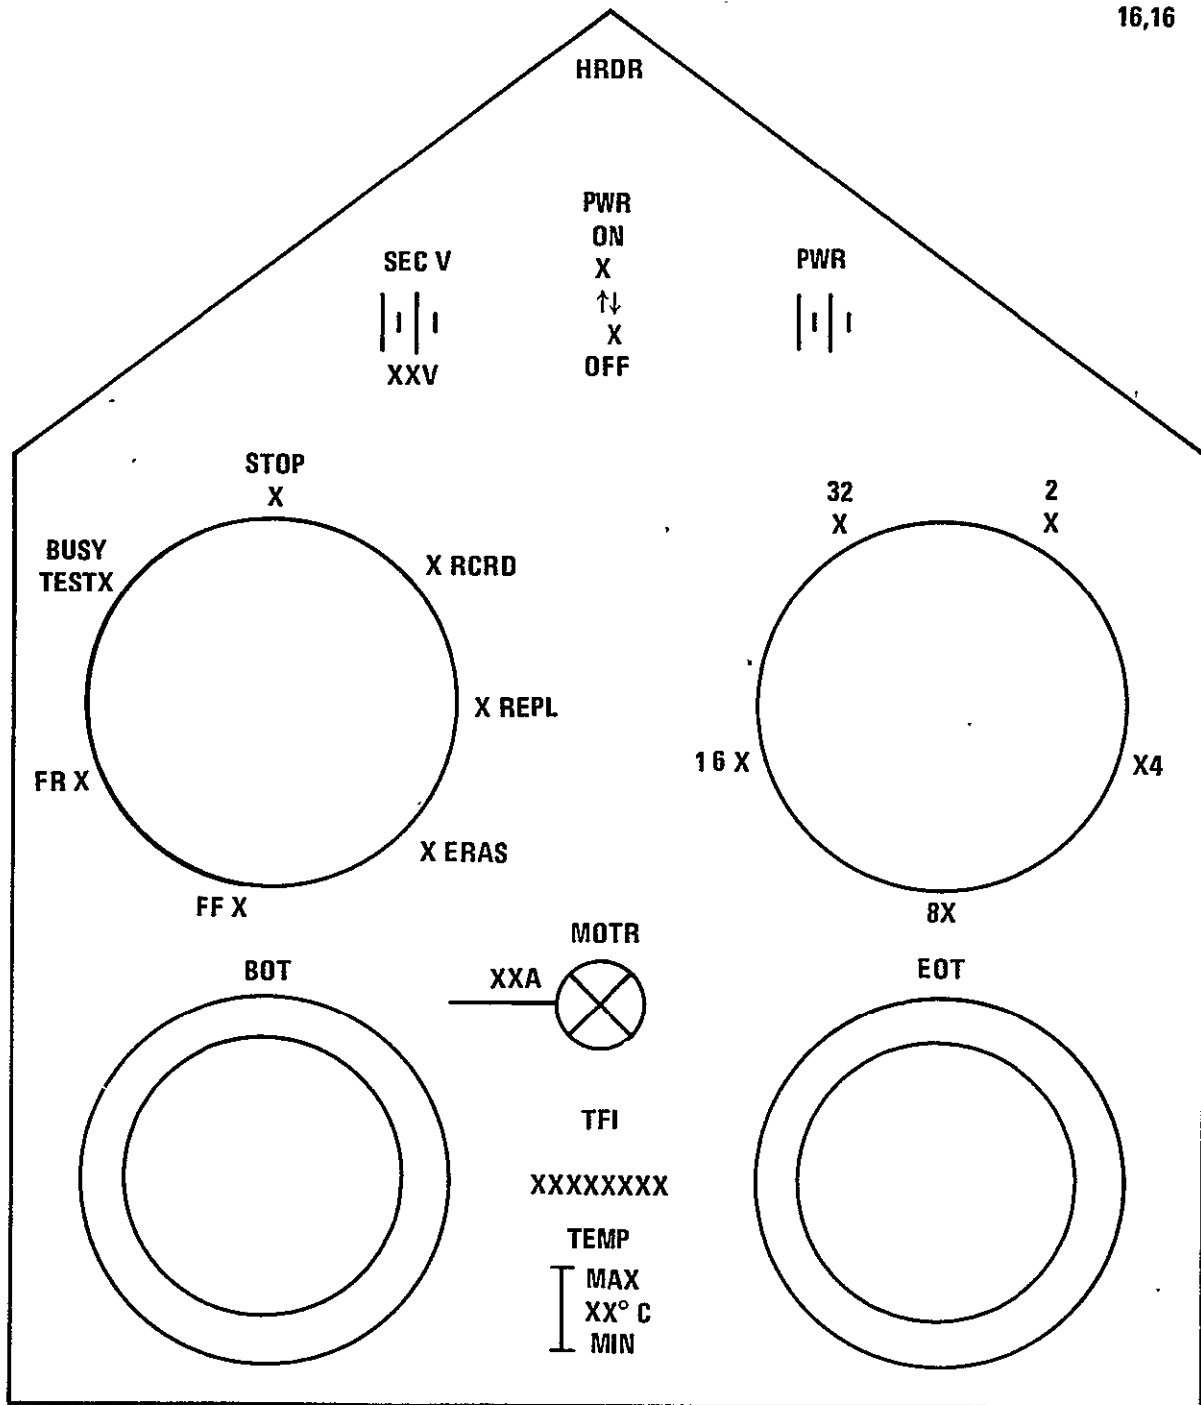 16,16
HRDR
PWR
ON
X
↑↓
X
OFF
SEC V
XXV
PWR
STOP
X
BUSY
TESTX
X RCRD
X REPL
X ERAS
FF X
FR X
32
X
2
X
X4
8X
16 X
MOTR
XXA
BOT
EOT
TFI
XXXXXXXX
TEMP
MAX
XX° C
MIN